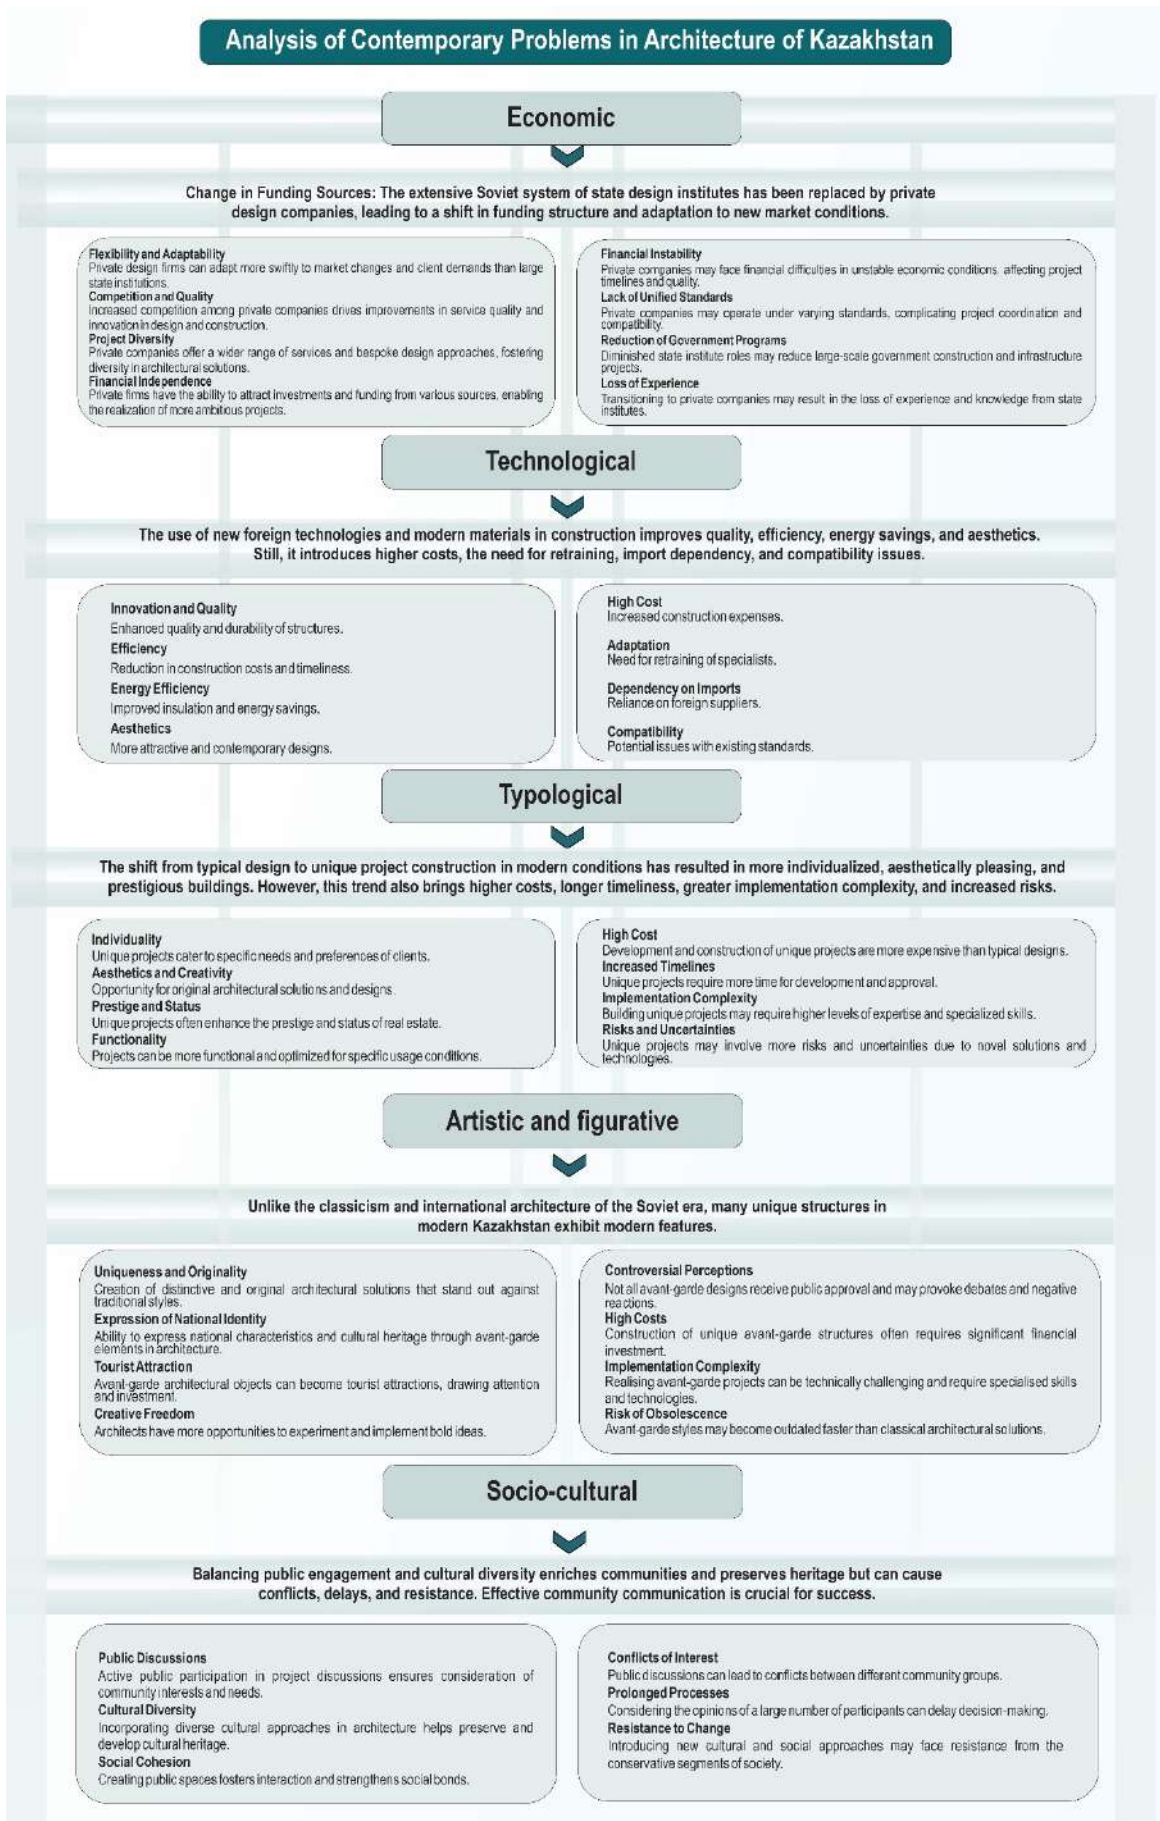 Analysis of Contemporary Problems in Architecture of Kazakhstan
Economic
Change in Funding Sources: The extensive Soviet system of state design institutes has been replaced by private
design companies, leading to a shift in funding structure and adaptation to new market conditions.
Flexibility and Adaptability
Private design firms can adapt more swiftly to market changes and client demands than large
state institutions.
Competition and Quality
Increased competition among private companies drives improvements in service quality and
innovation in design and construction.
Project Diversity
Private companies offer a wider range of services and bespoke design approaches, fostering
diversity in architectural solutions.
Financial Independence
Private firms have the ability to attract investments and funding from various sources, enabling
the realization of more ambitious projects.
Financial Instability
Private companies may face financial difficulties in unstable economic conditions, affecting project
timelines and quality.
Lack of Unified Standards
Private companies may operate under varying standards, complicating project coordination and
compatibility.
Reduction of Government Programs
Diminished state institute roles may reduce large-scale government construction and infrastructure
projects.
Loss of Experience
Transitioning to private companies may result in the loss of experience and knowledge from state
institutes.
Technological
The use of new foreign technologies and modern materials in construction improves quality, efficiency, energy savings, and aesthetics.
Still, it introduces higher costs, the need for retraining, import dependency, and compatibility issues.
Innovation and Quality
Enhanced quality and durability of structures.
Efficiency
Reduction in construction costs and timeliness.
Energy Efficiency
Improved insulation and energy savings.
Aesthetics
More attractive and contemporary designs.
High Cost
Increased construction expenses.
Adaptation
Need for retraining of specialists.
Dependency on Imports
Reliance on foreign suppliers.
Compatibility
Potential issues with existing standards.
Typological
The shift from typical design to unique project construction in modern conditions has resulted in more individualized, aesthetically pleasing, and
prestigious buildings. However, this trend also brings higher costs, longer timeliness, greater implementation complexity, and increased risks.
Individuality
Unique projects cater to specific needs and preferences of clients.
Aesthetics and Creativity
Opportunity for original architectural solutions and designs.
Prestige and Status
Unique projects often enhance the prestige and status of real estate.
Functionality
Projects can be more functional and optimized for specific usage conditions.
High Cost
Development and construction of unique projects are more expensive than typical designs.
Increased Timelines
Unique projects require more time for development and approval.
Implementation Complexity
Building unique projects may require higher levels of expertise and specialized skills.
Risks and Uncertainties
Unique projects may involve more risks and uncertainties due to novel solutions and
technologies.
Artistic and figurative
Unlike the classicism and international architecture of the Soviet era, many unique structures in
modern Kazakhstan exhibit modern features.
Uniqueness and Originality
Creation of distinctive and original architectural solutions that stand out against
traditional styles.
Expression of National Identity
Ability to express national characteristics and cultural heritage through avant-garde
elements in architecture.
Tourist Attraction
Avant-garde architectural objects can become tourist attractions, drawing attention
and investment.
Creative Freedom
Architects have more opportunities to experiment and implement bold ideas.
Controversial Perceptions
Not all avant-garde designs receive public approval and may provoke debates and negative
reactions.
High Costs
Construction of unique avant-garde structures often requires significant financial
investment.
Implementation Complexity
Realising avant-garde projects can be technically challenging and require specialised skills
and technologies.
Risk of Obsolescence
Avant-garde styles may become outdated faster than classical architectural solutions.
Socio-cultural
Balancing public engagement and cultural diversity enriches communities and preserves heritage but can cause
conflicts, delays, and resistance. Effective community communication is crucial for success.
Public Discussions
Active public participation in project discussions ensures consideration of
community interests and needs.
Cultural Diversity
Incorporating diverse cultural approaches in architecture helps preserve and
develop cultural heritage.
Social Cohesion
Creating public spaces fosters interaction and strengthens social bonds.
Conflicts of Interest
Public discussions can lead to conflicts between different community groups.
Prolonged Processes
Considering the opinions of a large number of participants can delay decision-making.
Resistance to Change
Introducing new cultural and social approaches may face resistance from the
conservative segments of society.